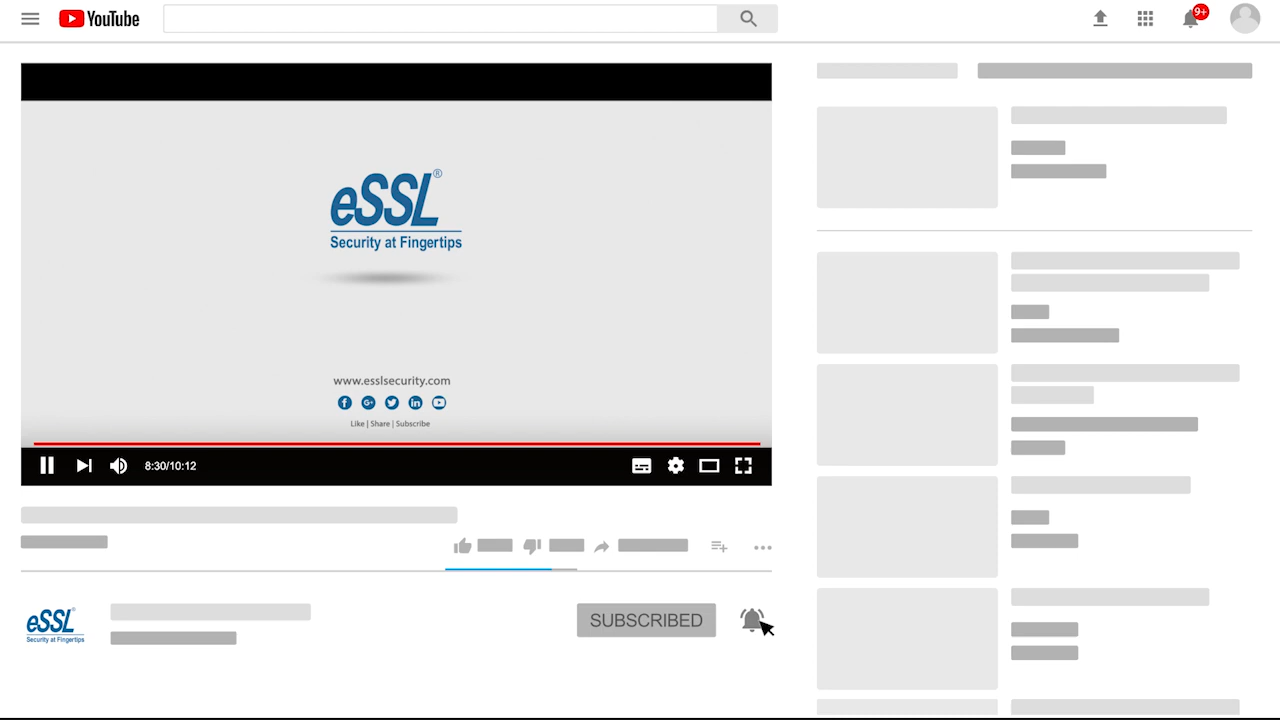 YouTube
9+
eSSL®
Security at Fingertips
www.esslsecurity.com
Like | Share | Subscribe
8:30/10:12
eSSL®
Security at Fingertips
SUBSCRIBED